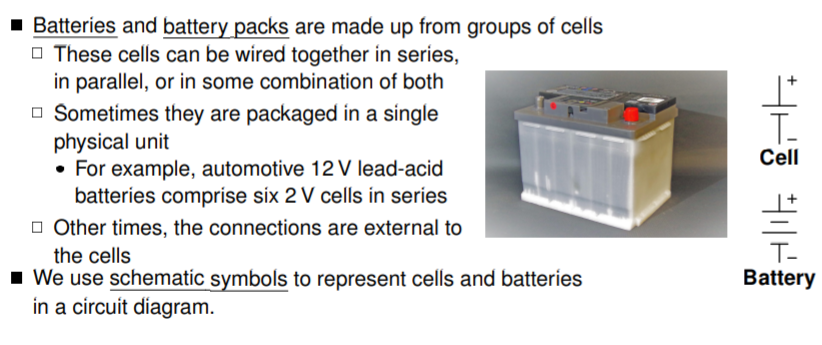 ■ Batteries and battery packs are made up from groups of cells
□ These cells can be wired together in series,
in parallel, or in some combination of both
□ Sometimes they are packaged in a single
physical unit
• For example, automotive 12 V lead-acid
batteries comprise six 2 V cells in series
□ Other times, the connections are external to
the cells
■ We use schematic symbols to represent cells and batteries
in a circuit diagram.
+
–
Cell
+
–
Battery